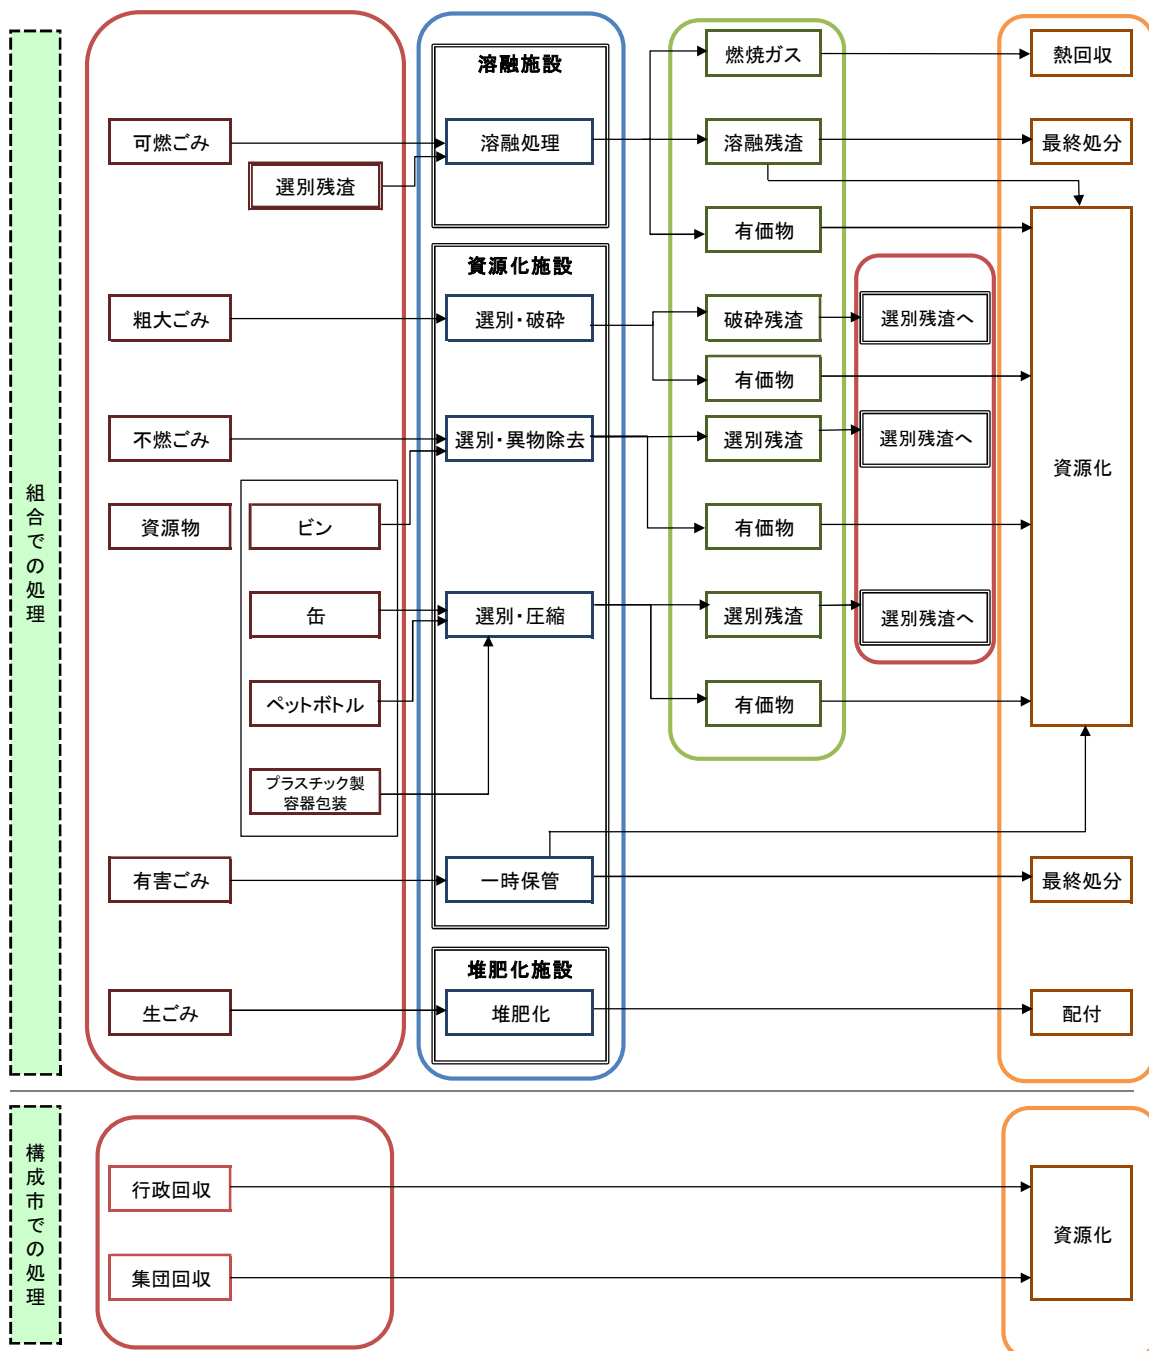 組合での処理
溶融施設
燃焼ガス
熱回収
可燃ごみ
溶融処理
溶融残渣
最終処分
選別残渣
有価物
資源化施設
粗大ごみ
選別・破砕
破砕残渣
選別残渣へ
有価物
不燃ごみ
選別・異物除去
選別残渣
選別残渣へ
資源化
資源物
ビン
有価物
缶
選別・圧縮
選別残渣
選別残渣へ
ペットボトル
有価物
プラスチック製
容器包装
有害ごみ
一時保管
最終処分
堆肥化施設
生ごみ
堆肥化
配付
構成市での処理
行政回収
資源化
集団回収